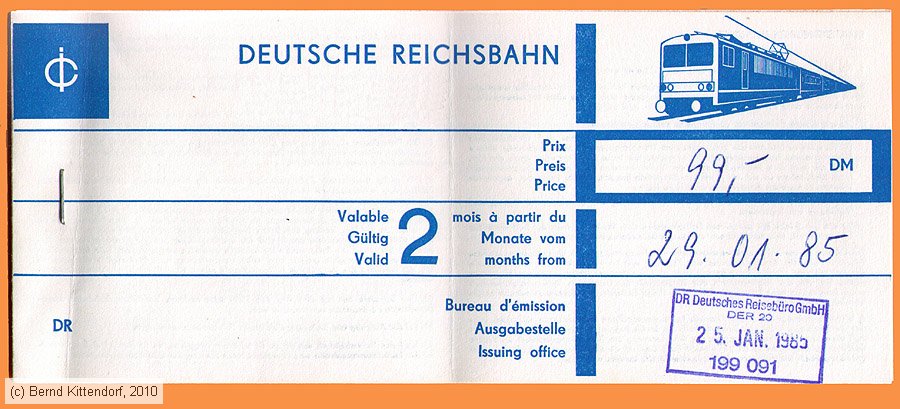 DEUTSCHE REICHSBAHN
Prix
Preis
Price
99,- DM
Valable
Gültig
Valid
2
mois à partir du
Monate vom
months from
29. 01. 85
DR
Bureau d'émission
Ausgabestelle
Issuing office
DR Deutsches Reisebüro GmbH
DER 20
25. JAN. 1985
199 091
(c) Bernd Kittendorf, 2010